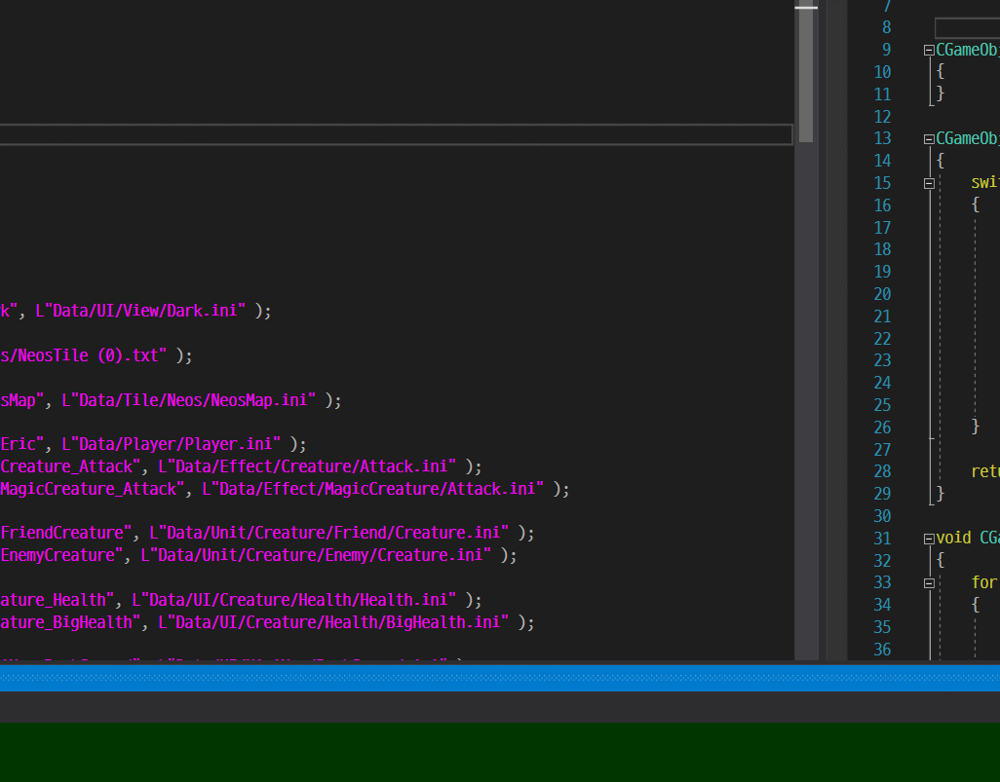 k", L"Data/UI/View/Dark.ini" );
s/NeosTile (0).txt" );
sMap", L"Data/Tile/Neos/NeosMap.ini" );
Eric", L"Data/Player/Player.ini" );
Creature_Attack", L"Data/Effect/Creature/Attack.ini" );
MagicCreature_Attack", L"Data/Effect/MagicCreature/Attack.ini" );
FriendCreature", L"Data/Unit/Creature/Friend/Creature.ini" );
EnemyCreature", L"Data/Unit/Creature/Enemy/Creature.ini" );
ature_Health", L"Data/UI/Creature/Health/Health.ini" );
ature_BigHealth", L"Data/UI/Creature/Health/BigHealth.ini" );
7
8
9 CGameObj
10 {
11 }
12
13 CGameObj
14 {
15 swit
16 {
17
18
19
20
21
22
23
24
25
26 }
27
28 retu
29 }
30
31 void CGa
32 {
33 for
34 {
35
36